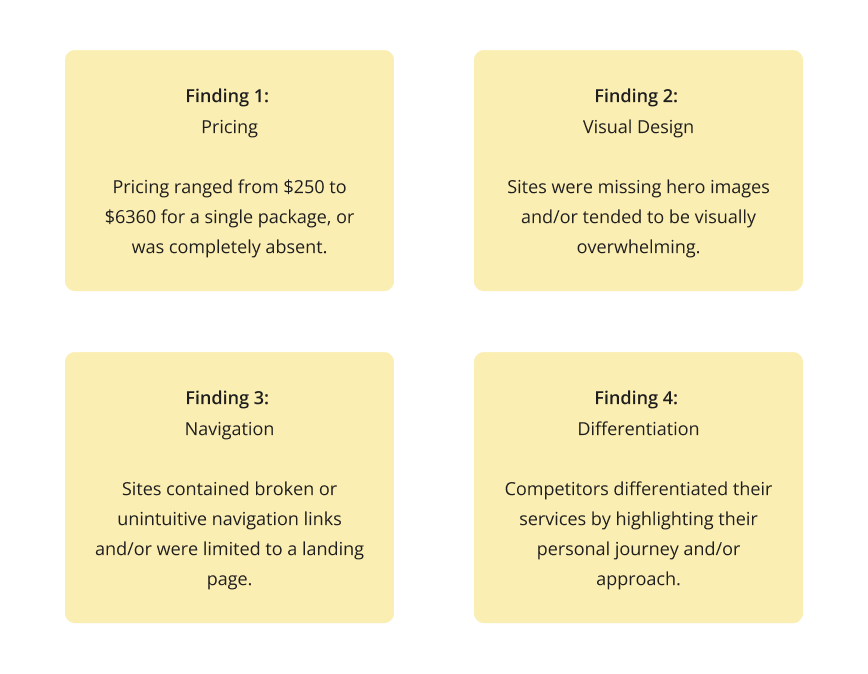 Finding 1:
Pricing
Pricing ranged from $250 to
$6360 for a single package, or
was completely absent.
Finding 2:
Visual Design
Sites were missing hero images
and/or tended to be visually
overwhelming.
Finding 3:
Navigation
Sites contained broken or
unintuitive navigation links
and/or were limited to a landing
page.
Finding 4:
Differentiation
Competitors differentiated their
services by highlighting their
personal journey and/or
approach.